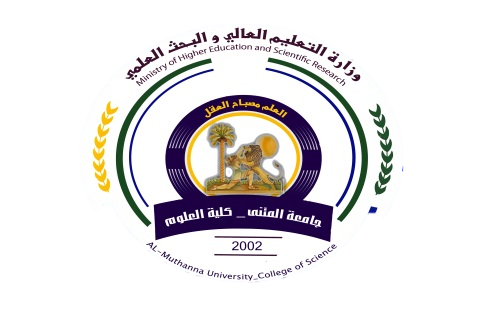 وزارة التعليم العالي و البحث العلمي
Ministry of Higher Education and Scientific Research
العلم مصباح العقل
جامعة المثنى _ كلية العلوم
2002
AL-Muthanna University_College of Science